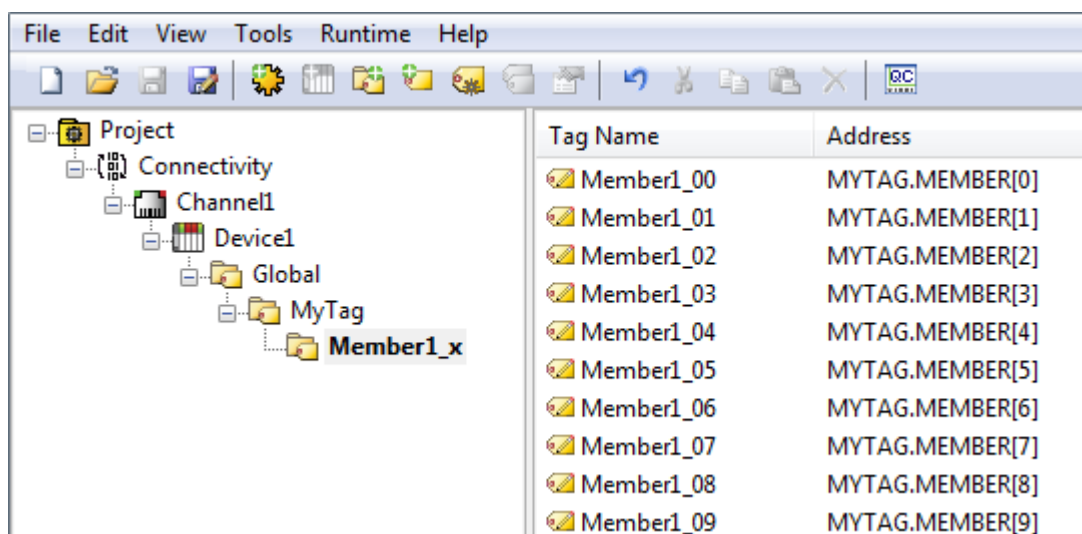 File Edit View Tools Runtime Help
QC
Project
Connectivity
Channel1
Device1
Global
MyTag
Member1_x
Tag Name Address
Member1_00 MYTAG.MEMBER[0]
Member1_01 MYTAG.MEMBER[1]
Member1_02 MYTAG.MEMBER[2]
Member1_03 MYTAG.MEMBER[3]
Member1_04 MYTAG.MEMBER[4]
Member1_05 MYTAG.MEMBER[5]
Member1_06 MYTAG.MEMBER[6]
Member1_07 MYTAG.MEMBER[7]
Member1_08 MYTAG.MEMBER[8]
Member1_09 MYTAG.MEMBER[9]